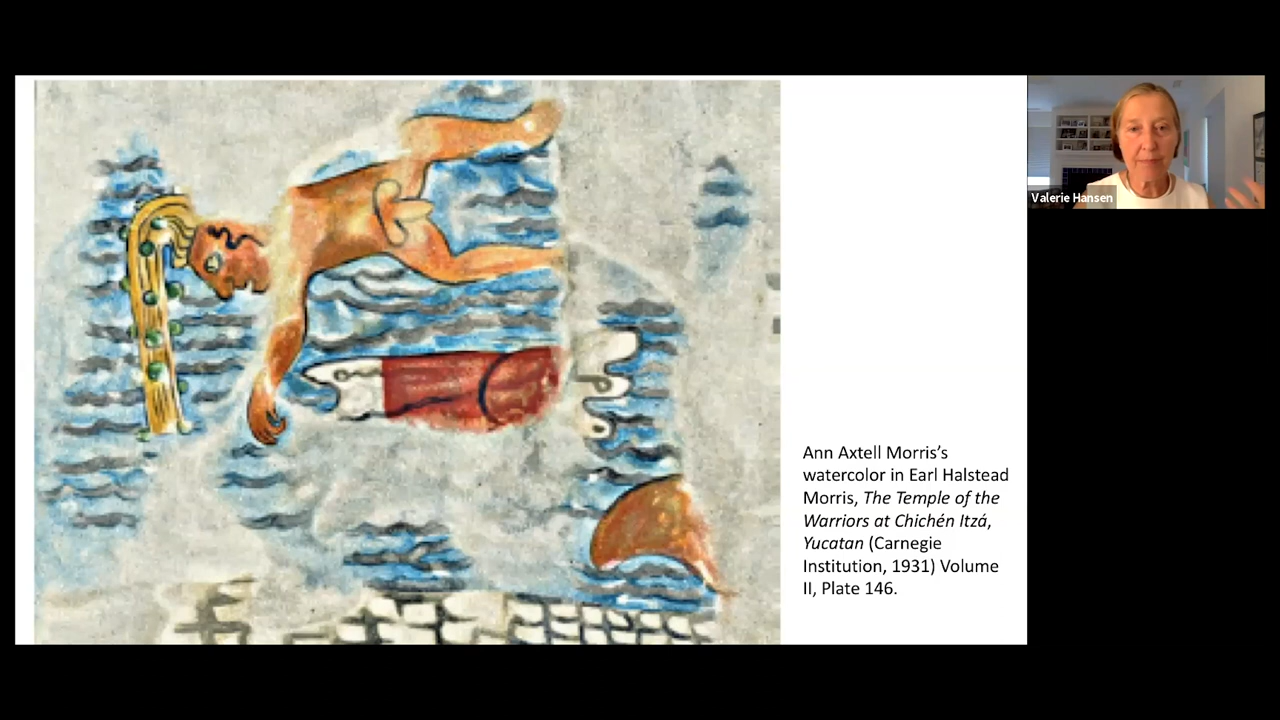 Valerie Hansen
Ann Axtell Morris's
watercolor in Earl Halstead
Morris, The Temple of the
Warriors at Chichén Itzá,
Yucatan (Carnegie
Institution, 1931) Volume
II, Plate 146.